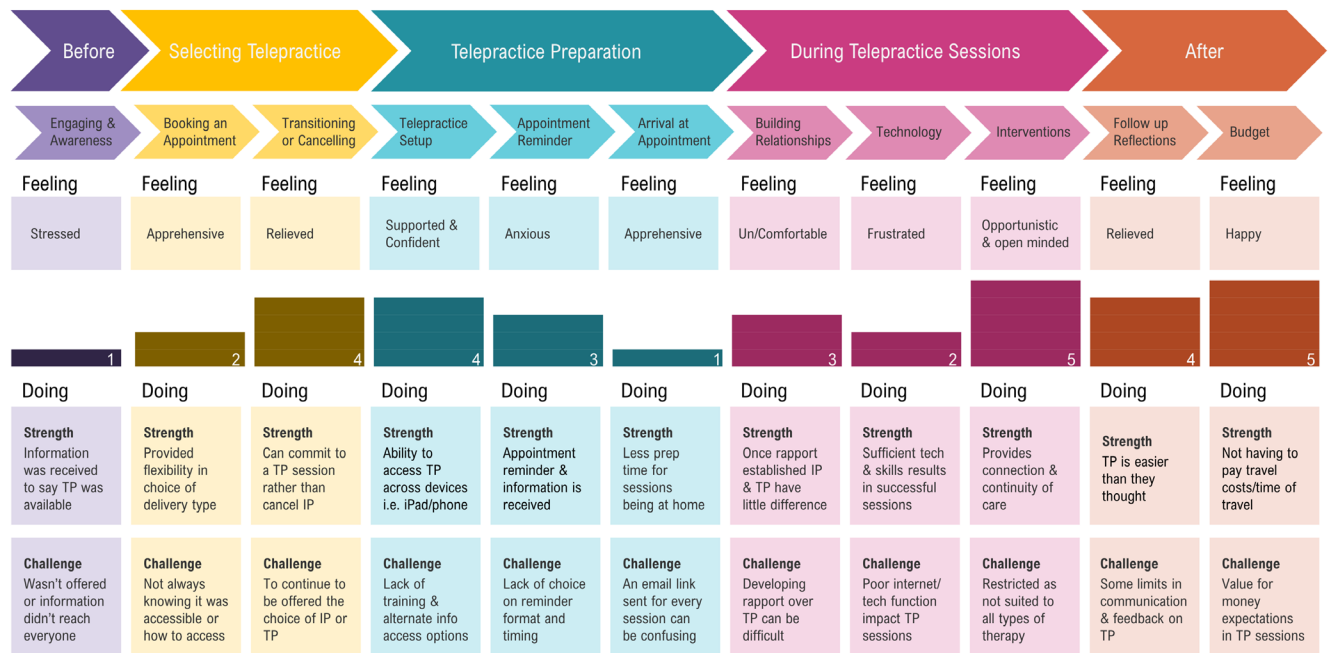 Before
Selecting Telepractice
Telepractice Preparation
During Telepractice Sessions
After
Engaging &
Awareness
Booking an
Appointment
Transitioning
or Cancelling
Telepractice
Setup
Appointment
Reminder
Arrival at
Appointment
Building
Relationships
Technology
Interventions
Follow up
Reflections
Budget
Feeling
Feeling
Feeling
Feeling
Feeling
Feeling
Feeling
Feeling
Feeling
Feeling
Feeling
Stressed
Apprehensive
Relieved
Supported &
Confident
Anxious
Apprehensive
Un/Comfortable
Frustrated
Opportunistic
& open minded
Relieved
Happy
1
2
4
4
3
1
3
2
5
4
5
Doing
Doing
Doing
Doing
Doing
Doing
Doing
Doing
Doing
Doing
Doing
Strength
Information
was received
to say TP was
available
Strength
Provided
flexibility in
choice of
delivery type
Strength
Can commit to
a TP session
rather than
cancel IP
Strength
Ability to
access TP
across devices
i.e. iPad/phone
Strength
Appointment
reminder &
information is
received
Strength
Less prep
time for
sessions
being at home
Strength
Once rapport
established IP
& TP have
little difference
Strength
Sufficient tech
& skills results
in successful
sessions
Strength
Provides
connection &
continuity of
care
Strength
TP is easier
than they
thought
Strength
Not having to
pay travel
costs/time of
travel
Challenge
Wasn't offered
or information
didn't reach
everyone
Challenge
Not always
knowing it was
accessible or
how to access
Challenge
To continue to
be offered the
choice of IP or
TP
Challenge
Lack of
training &
alternate info
access options
Challenge
Lack of choice
on reminder
format and
timing
Challenge
An email link
sent for every
session can
be confusing
Challenge
Developing
rapport over
TP can be
difficult
Challenge
Poor internet/
tech function
impact TP
sessions
Challenge
Restricted as
not suited to
all types of
therapy
Challenge
Some limits in
communication
& feedback on
TP
Challenge
Value for
money
expectations
in TP sessions